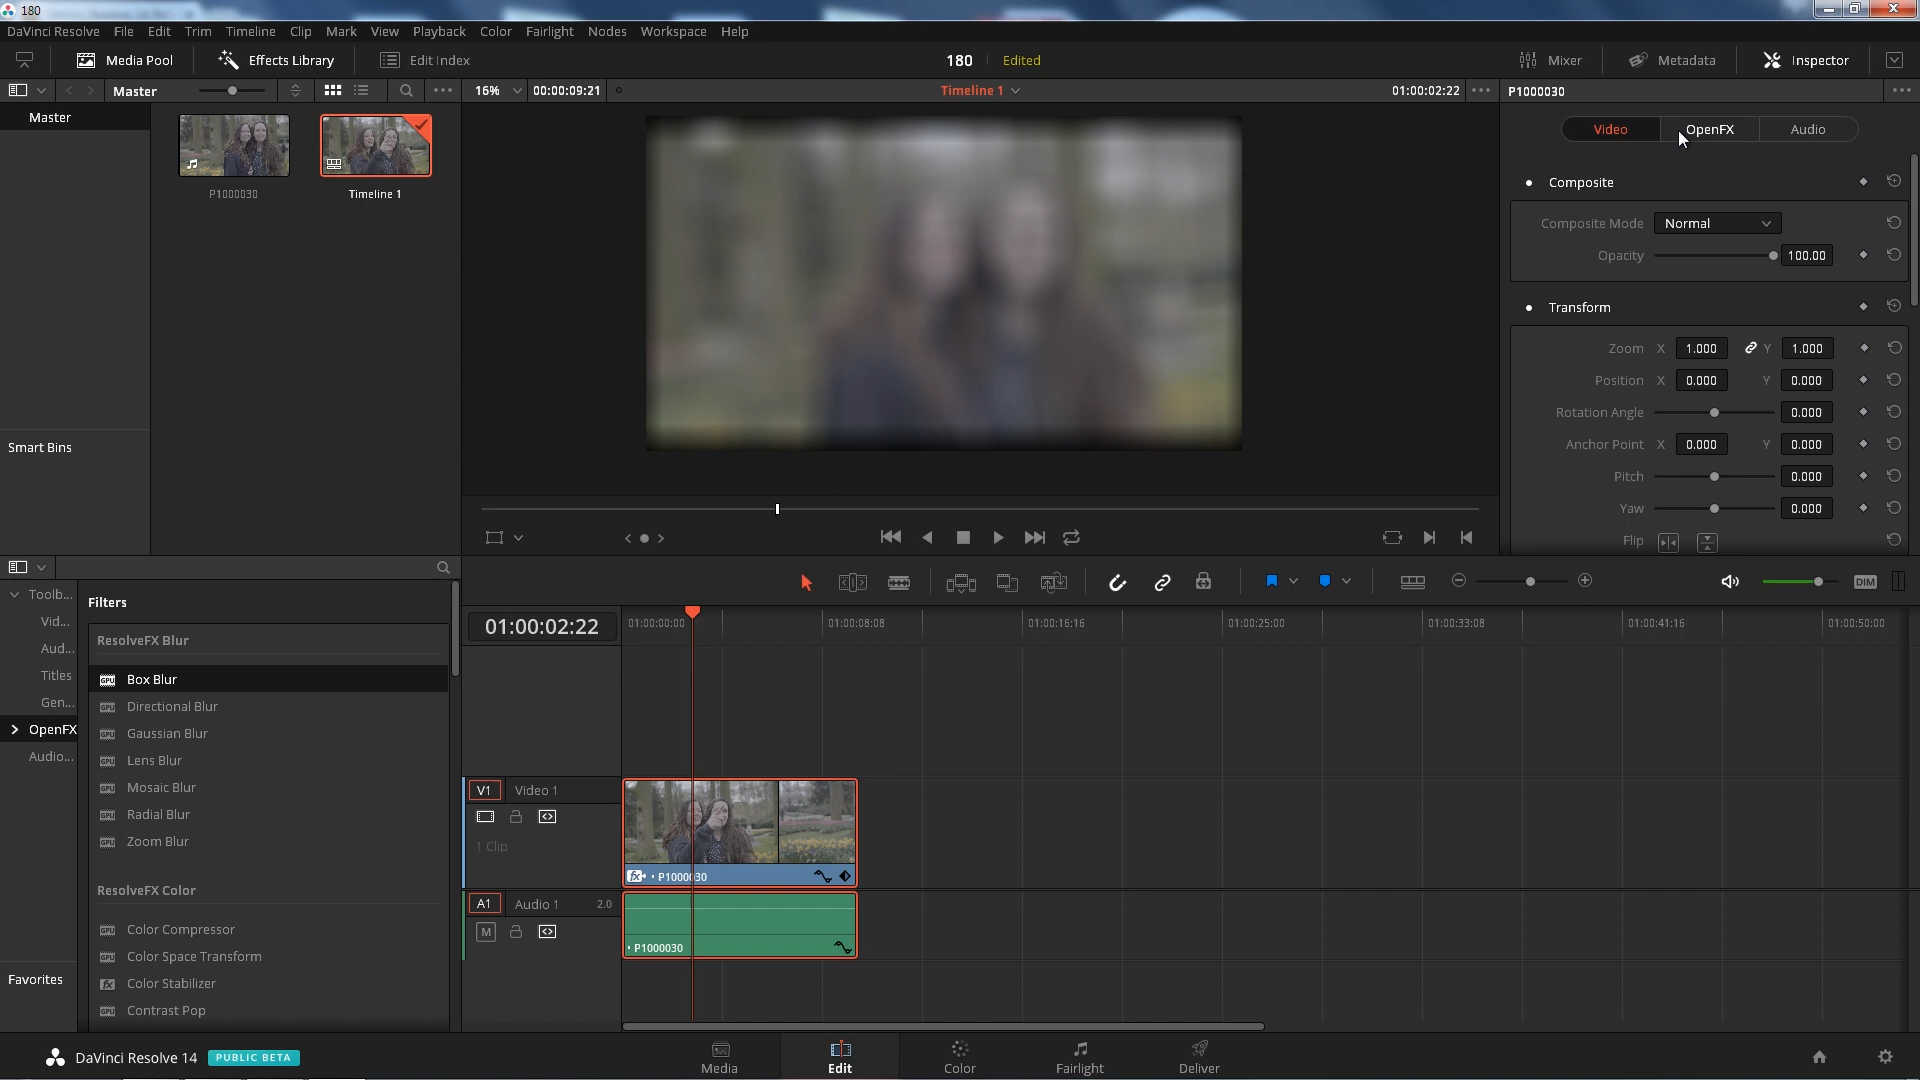 180
DaVinci Resolve File Edit Trim Timeline Clip Mark View Playback Color Fairlight Nodes Workspace Help
Media Pool Effects Library Edit Index 180 Edited Mixer Metadata Inspector
Master 16% 00:00:09:21 Timeline 1 01:00:02:22 P1000030
Master
P1000030
Timeline 1
Smart Bins
Video OpenFX Audio
Composite
Composite Mode Normal
Opacity 100.00
Transform
Zoom X 1.000 Y 1.000
Position X 0.000 Y 0.000
Rotation Angle 0.000
Anchor Point X 0.000 Y 0.000
Pitch 0.000
Yaw 0.000
Flip
Toolb...
Vid...
Aud...
Titles
Gen...
OpenFX
Audio...
Favorites
Filters
ResolveFX Blur
Box Blur
Directional Blur
Gaussian Blur
Lens Blur
Mosaic Blur
Radial Blur
Zoom Blur
ResolveFX Color
Color Compressor
Color Space Transform
Color Stabilizer
Contrast Pop
DIM
01:00:02:22 01:00:00:00 01:00:08:08 01:00:16:16 01:00:25:00 01:00:33:08 01:00:41:16 01:00:50:00
V1 Video 1
1 Clip
fx • P1000030
A1 Audio 1 2.0
M
• P1000030
DaVinci Resolve 14 PUBLIC BETA
Media Edit Color Fairlight Deliver